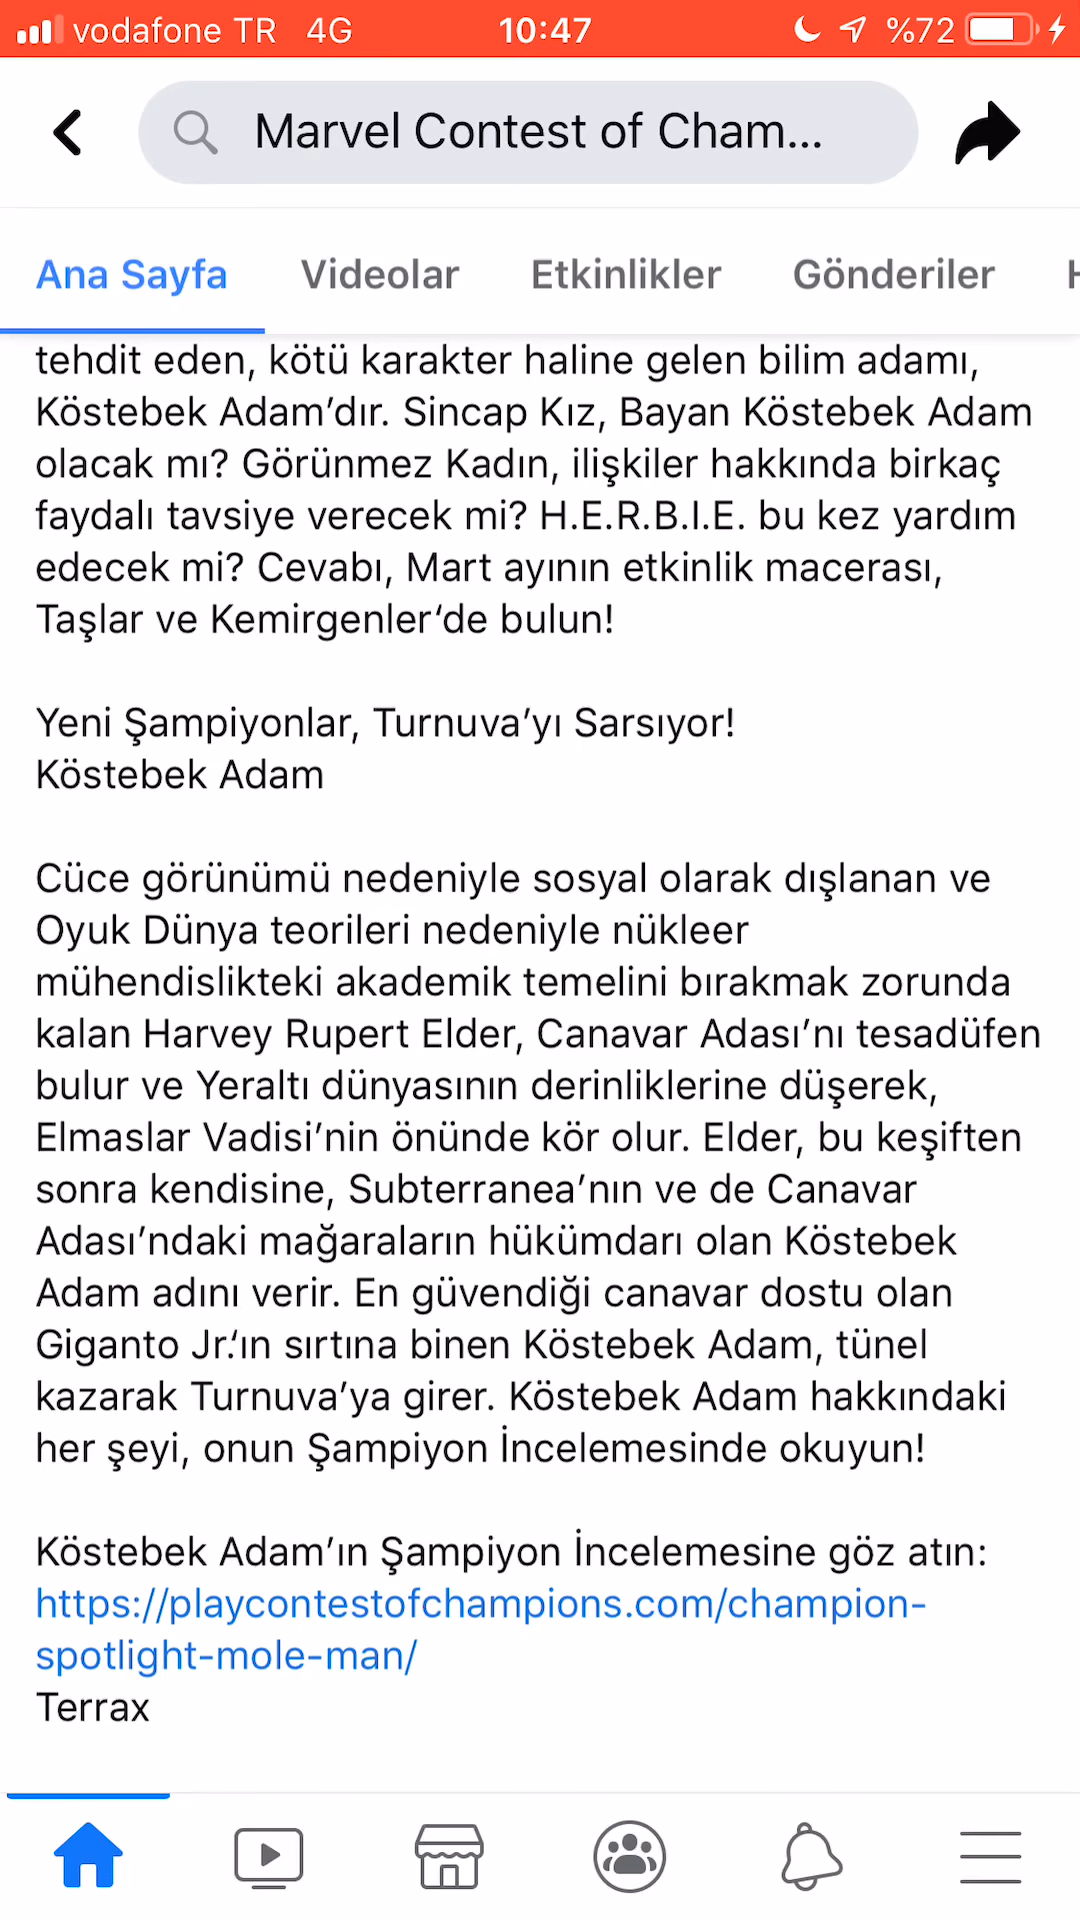 vodafone TR 4G 10:47 %72
Marvel Contest of Cham...
Ana Sayfa Videolar Etkinlikler Gönderiler
tehdit eden, kötü karakter haline gelen bilim adamı,
Köstebek Adam’dır. Sincap Kız, Bayan Köstebek Adam
olacak mı? Görünmez Kadın, ilişkiler hakkında birkaç
faydalı tavsiye verecek mi? H.E.R.B.I.E. bu kez yardım
edecek mi? Cevabı, Mart ayının etkinlik macerası,
Taşlar ve Kemirgenler‘de bulun!
Yeni Şampiyonlar, Turnuva’yı Sarsıyor!
Köstebek Adam
Cüce görünümü nedeniyle sosyal olarak dışlanan ve
Oyuk Dünya teorileri nedeniyle nükleer
mühendislikteki akademik temelini bırakmak zorunda
kalan Harvey Rupert Elder, Canavar Adası’nı tesadüfen
bulur ve Yeraltı dünyasının derinliklerine düşerek,
Elmaslar Vadisi’nin önünde kör olur. Elder, bu keşiften
sonra kendisine, Subterranea’nın ve de Canavar
Adası’ndaki mağaraların hükümdarı olan Köstebek
Adam adını verir. En güvendiği canavar dostu olan
Giganto Jr.‘ın sırtına binen Köstebek Adam, tünel
kazarak Turnuva’ya girer. Köstebek Adam hakkındaki
her şeyi, onun Şampiyon İncelemesinde okuyun!
Köstebek Adam’ın Şampiyon İncelemesine göz atın:
https://playcontestofchampions.com/champion-
spotlight-mole-man/
Terrax